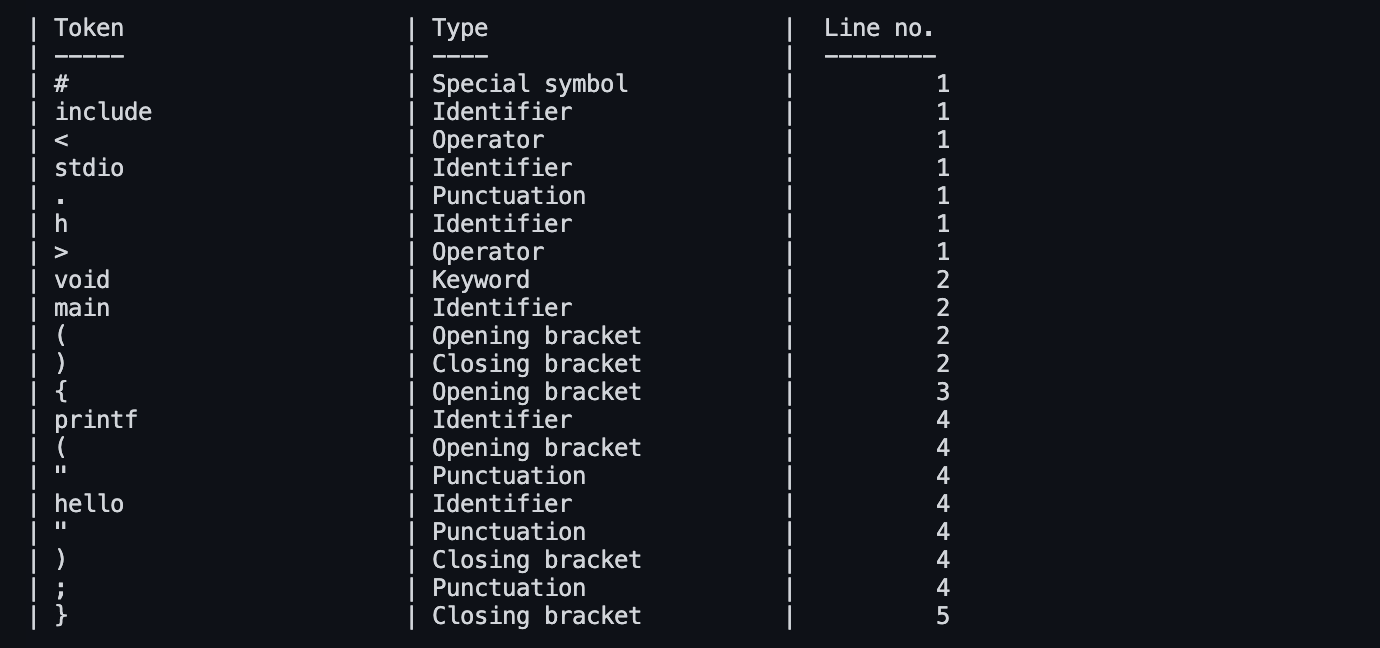 | Token | Type | Line no.
| ----- | ---- | --------
| # | Special symbol | 1
| include | Identifier | 1
| < | Operator | 1
| stdio | Identifier | 1
| . | Punctuation | 1
| h | Identifier | 1
| > | Operator | 1
| void | Keyword | 2
| main | Identifier | 2
| ( | Opening bracket | 2
| ) | Closing bracket | 2
| { | Opening bracket | 3
| printf | Identifier | 4
| ( | Opening bracket | 4
| " | Punctuation | 4
| hello | Identifier | 4
| " | Punctuation | 4
| ) | Closing bracket | 4
| ; | Punctuation | 4
| } | Closing bracket | 5